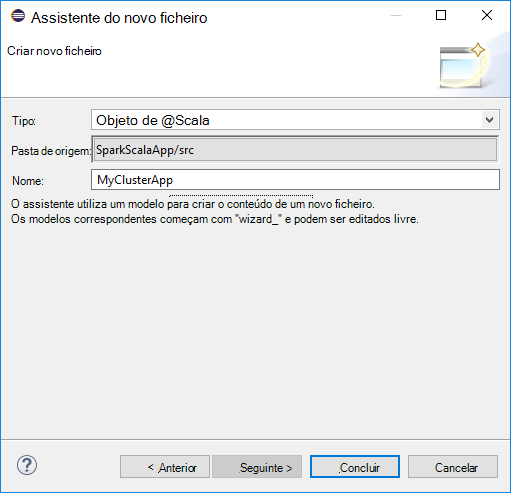 Assistente do novo ficheiro
Criar novo ficheiro
Tipo: Objeto de @Scala
Pasta de origem: SparkScalaApp/src
Nome: MyClusterApp
O assistente utiliza um modelo para criar o conteúdo de um novo ficheiro.
Os modelos correspondentes começam com "wizard_" e podem ser editados livre.
? < Anterior Seguinte > Concluir Cancelar